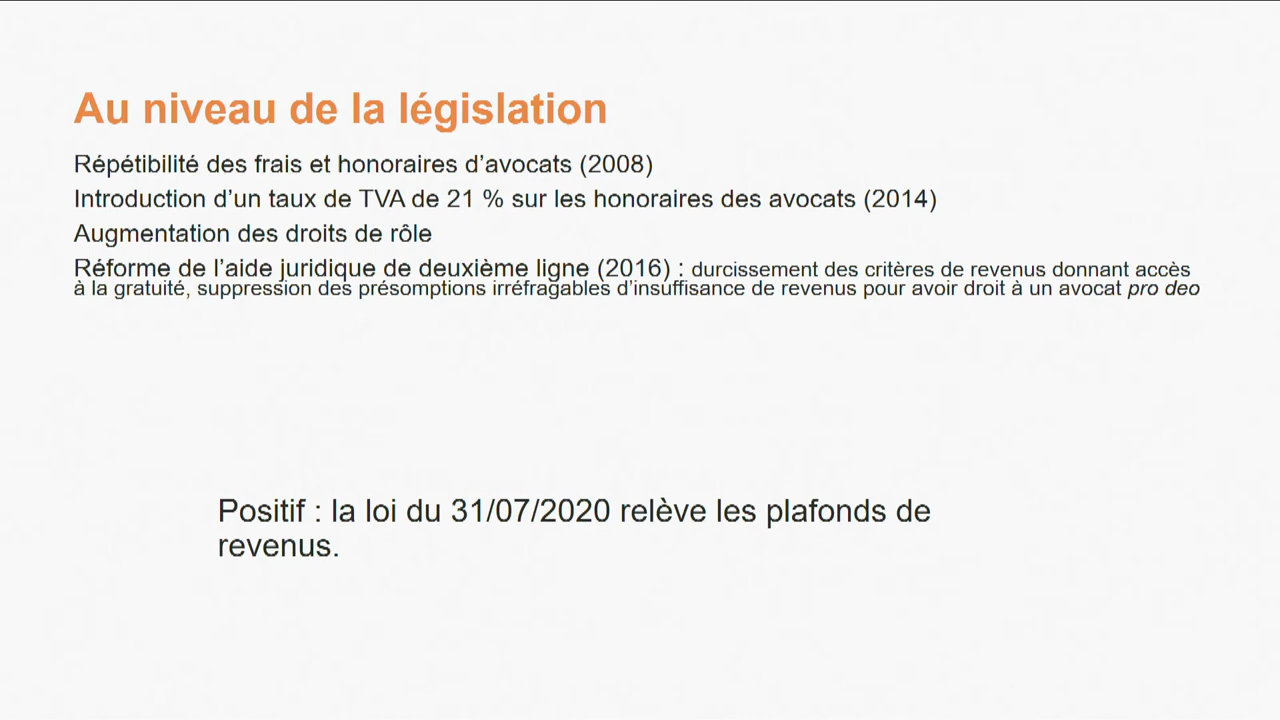 Au niveau de la législation
Répétibilité des frais et honoraires d’avocats (2008)
Introduction d’un taux de TVA de 21 % sur les honoraires des avocats (2014)
Augmentation des droits de rôle
Réforme de l’aide juridique de deuxième ligne (2016) : durcissement des critères de revenus donnant accès
à la gratuité, suppression des présomptions irréfragables d’insuffisance de revenus pour avoir droit à un avocat pro deo
Positif : la loi du 31/07/2020 relève les plafonds de
revenus.